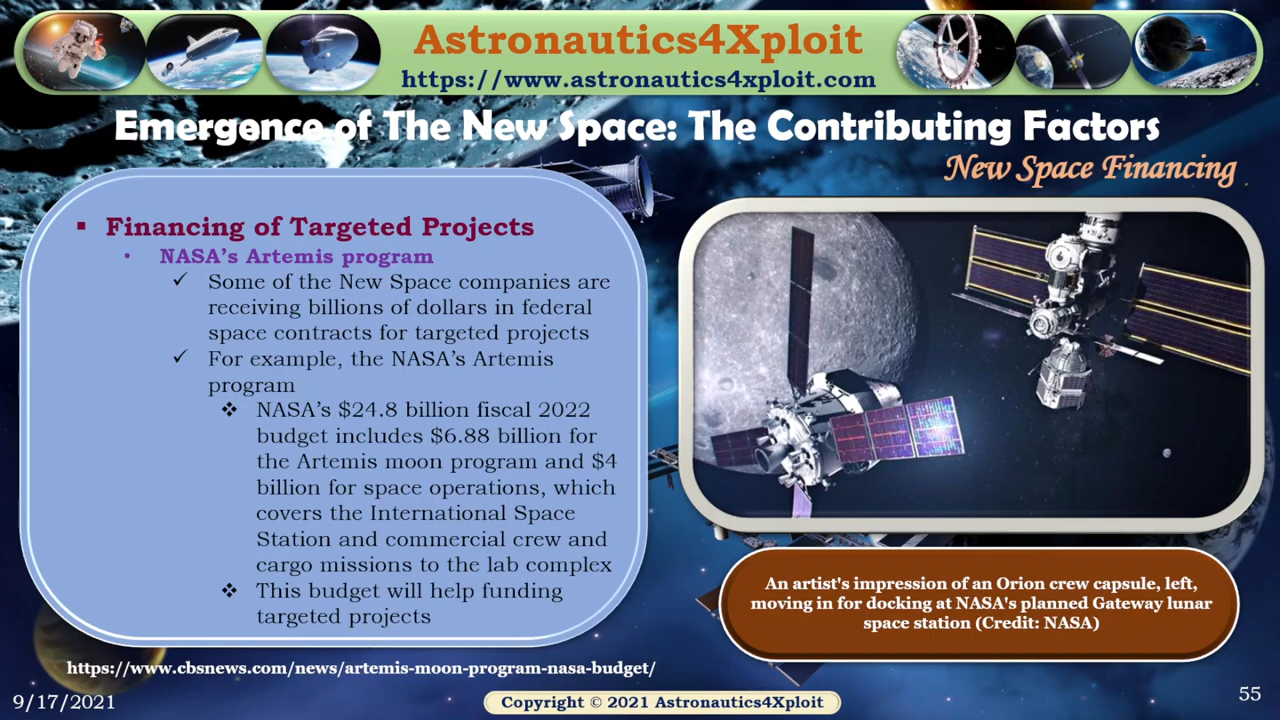 Astronautics4Xploit
https://www.astronautics4xploit.com
Emergence of The New Space: The Contributing Factors
New Space Financing
▪ Financing of Targeted Projects
• NASA's Artemis program
✓ Some of the New Space companies are
receiving billions of dollars in federal
space contracts for targeted projects
✓ For example, the NASA's Artemis
program
❖ NASA's $24.8 billion fiscal 2022
budget includes $6.88 billion for
the Artemis moon program and $4
billion for space operations, which
covers the International Space
Station and commercial crew and
cargo missions to the lab complex
❖ This budget will help funding
targeted projects
An artist's impression of an Orion crew capsule, left,
moving in for docking at NASA's planned Gateway lunar
space station (Credit: NASA)
https://www.cbsnews.com/news/artemis-moon-program-nasa-budget/
9/17/2021
Copyright © 2021 Astronautics4Xploit
55